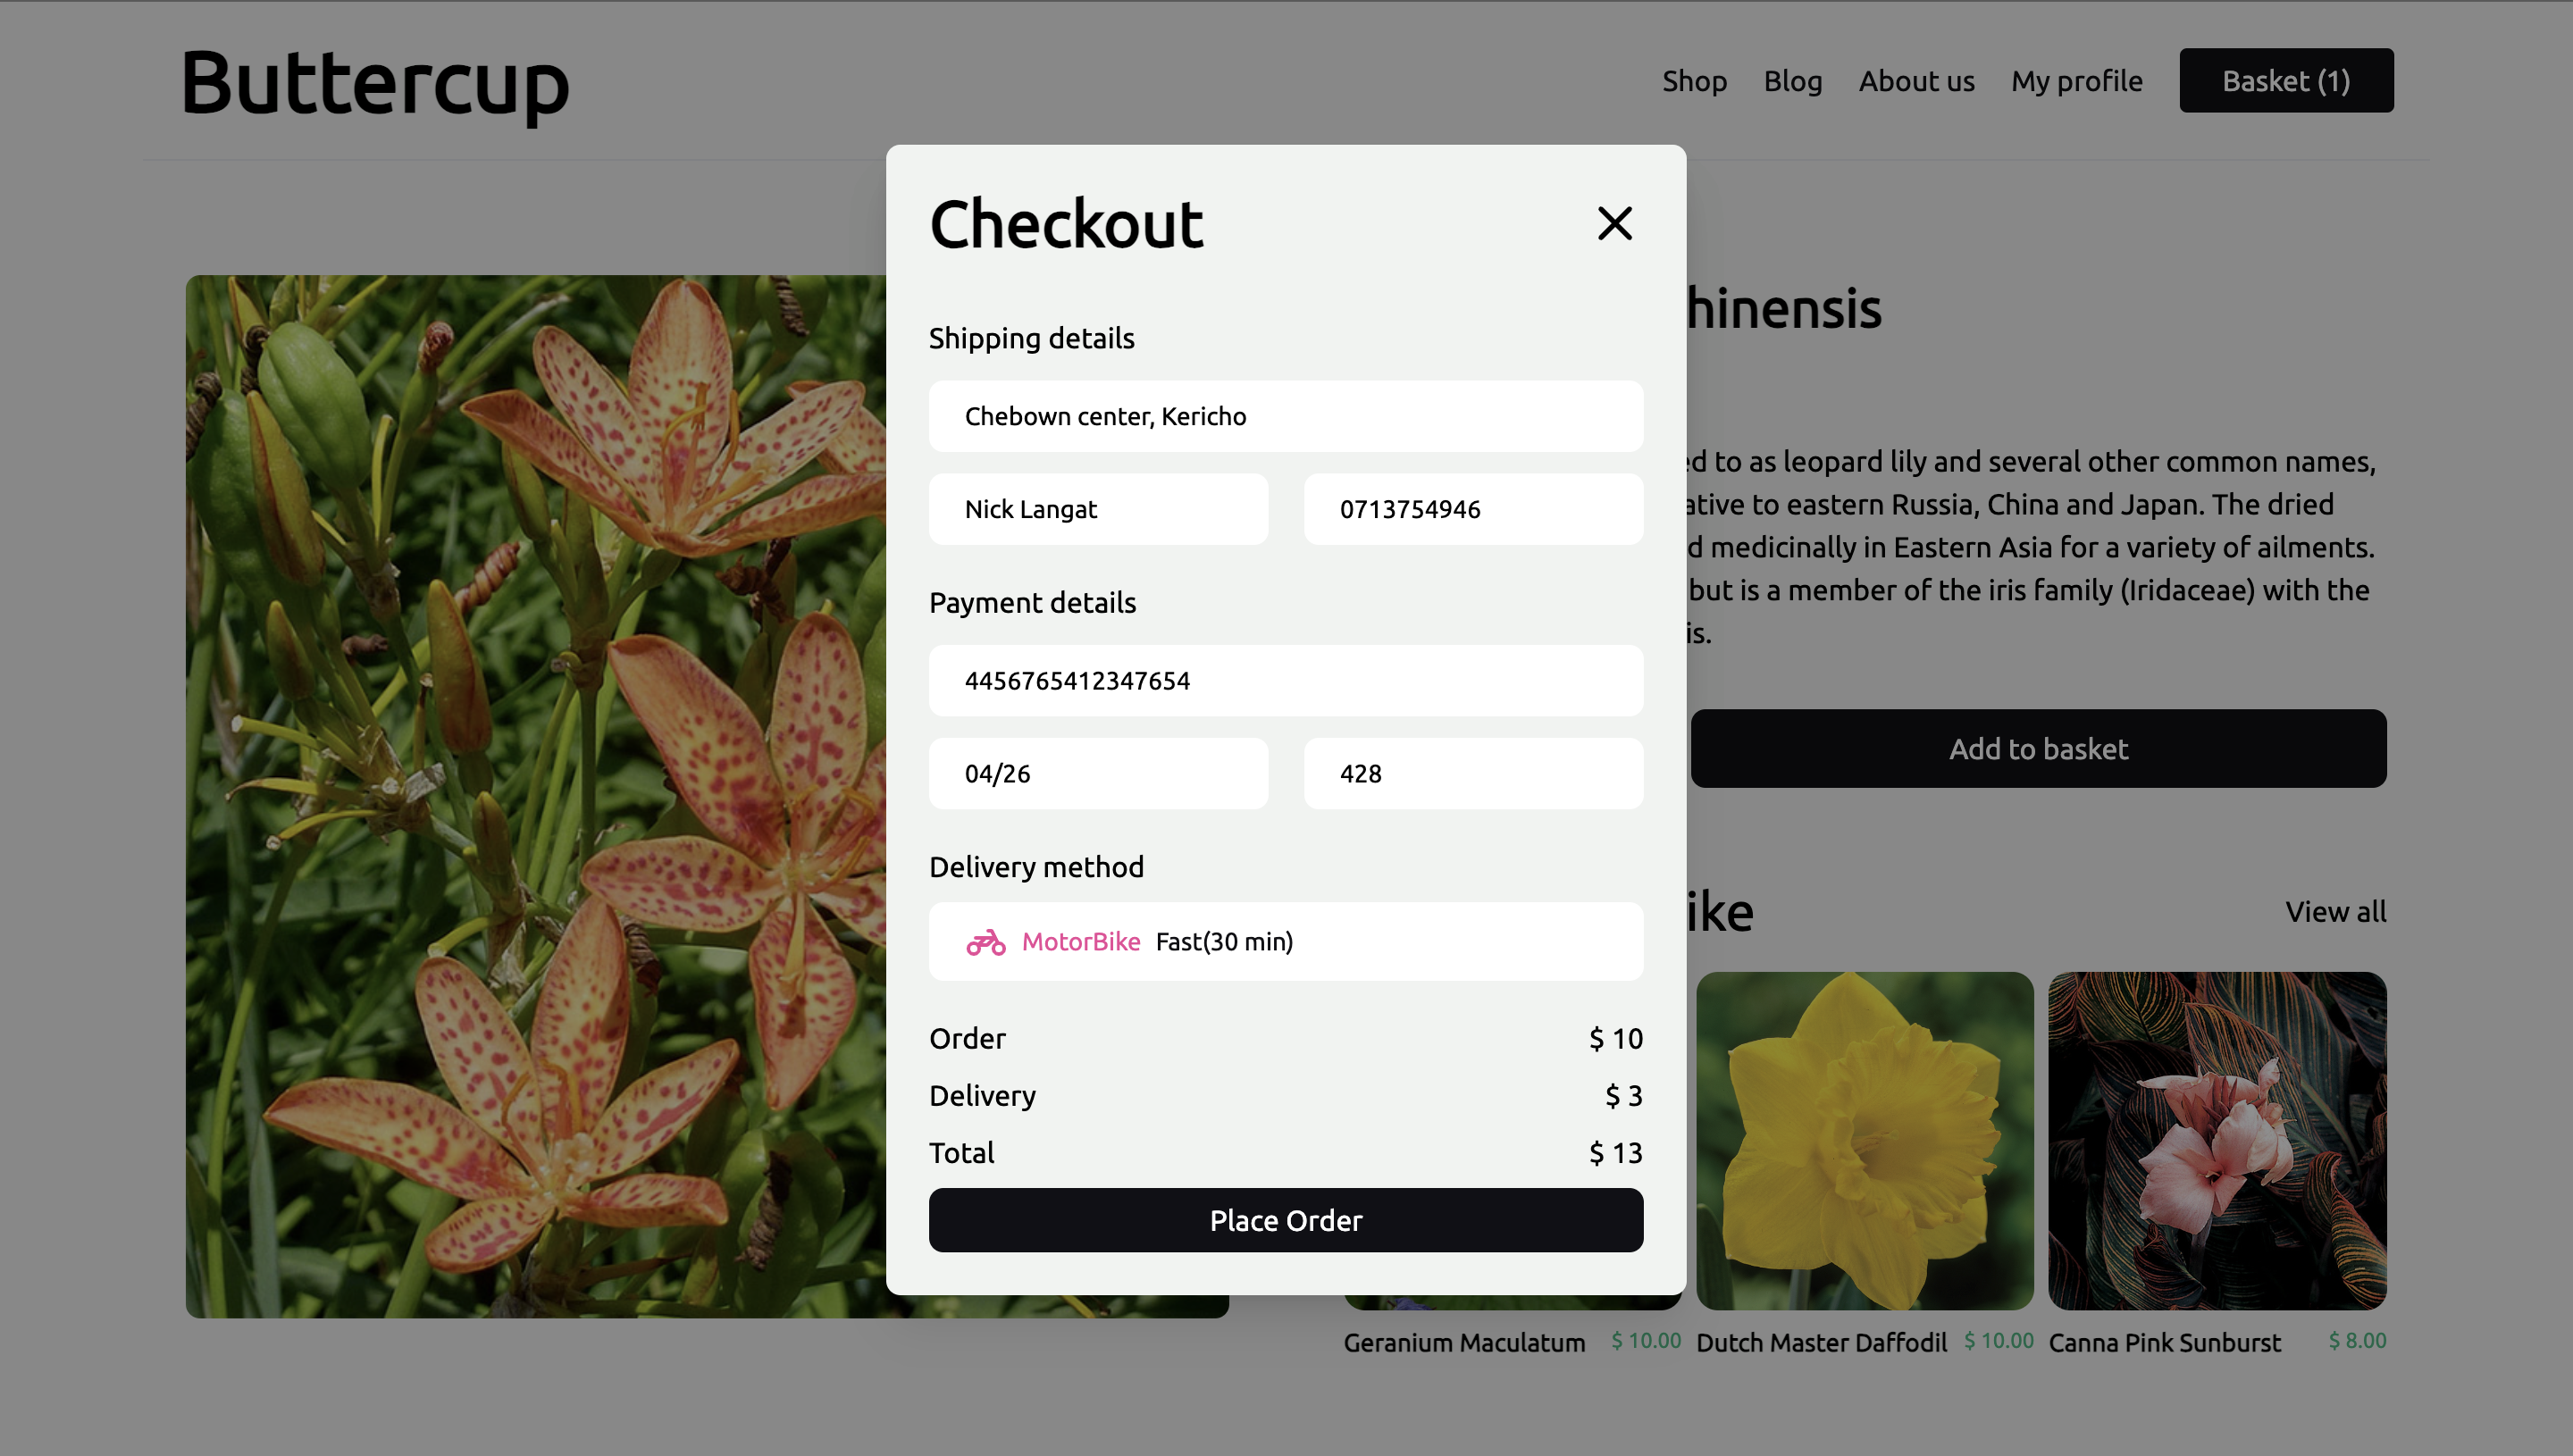 Buttercup
Shop Blog About us My profile Basket (1)
Checkout
Shipping details
Chebown center, Kericho
Nick Langat 0713754946
Payment details
4456765412347654
04/26 428
Delivery method
MotorBike Fast(30 min)
Order $ 10
Delivery $ 3
Total $ 13
Place Order
hinensis
ed to as leopard lily and several other common names,
ative to eastern Russia, China and Japan. The dried
d medicinally in Eastern Asia for a variety of ailments.
but is a member of the iris family (Iridaceae) with the
is.
Add to basket
ike View all
Geranium Maculatum $ 10.00 Dutch Master Daffodil $ 10.00 Canna Pink Sunburst $ 8.00